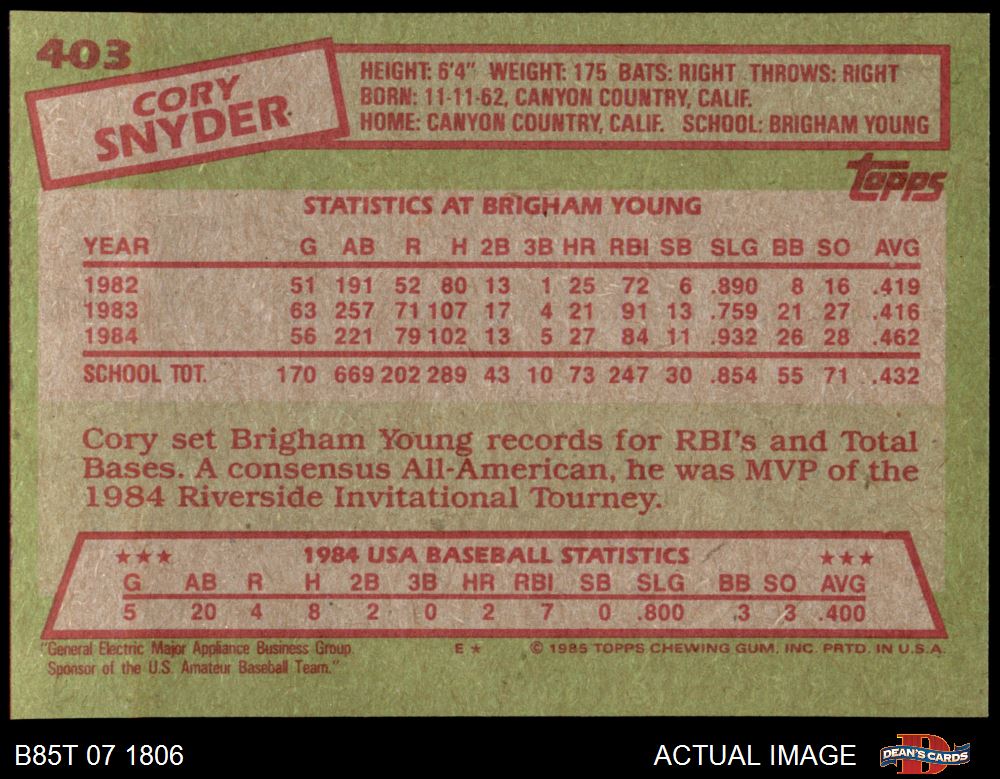 403
CORY
SNYDER
HEIGHT: 6'4" WEIGHT: 175 BATS: RIGHT THROWS: RIGHT
BORN: 11-11-62, CANYON COUNTRY, CALIF.
HOME: CANYON COUNTRY, CALIF. SCHOOL: BRIGHAM YOUNG
topps
STATISTICS AT BRIGHAM YOUNG
YEAR G AB R H 2B 3B HR RBI SB SLG BB SO AVG
1982 51 191 52 80 13 1 25 72 6 .890 8 16 .419
1983 63 257 71 107 17 4 21 91 13 .759 21 27 .416
1984 56 221 79 102 13 5 27 84 11 .932 26 28 .462
SCHOOL TOT. 170 669 202 289 43 10 73 247 30 .854 55 71 .432
Cory set Brigham Young records for RBI's and Total
Bases. A consensus All-American, he was MVP of the
1984 Riverside Invitational Tourney.
★★★ 1984 USA BASEBALL STATISTICS ★★★
G AB R H 2B 3B HR RBI SB SLG BB SO AVG
5 20 4 8 2 0 2 7 0 .800 3 3 .400
"General Electric Major Appliance Business Group.
Sponsor of the U.S. Amateur Baseball Team."
E ★ © 1985 TOPPS CHEWING GUM, INC. PRTD. IN U.S.A.
B85T 07 1806
ACTUAL IMAGE
D
DEAN'S CARDS